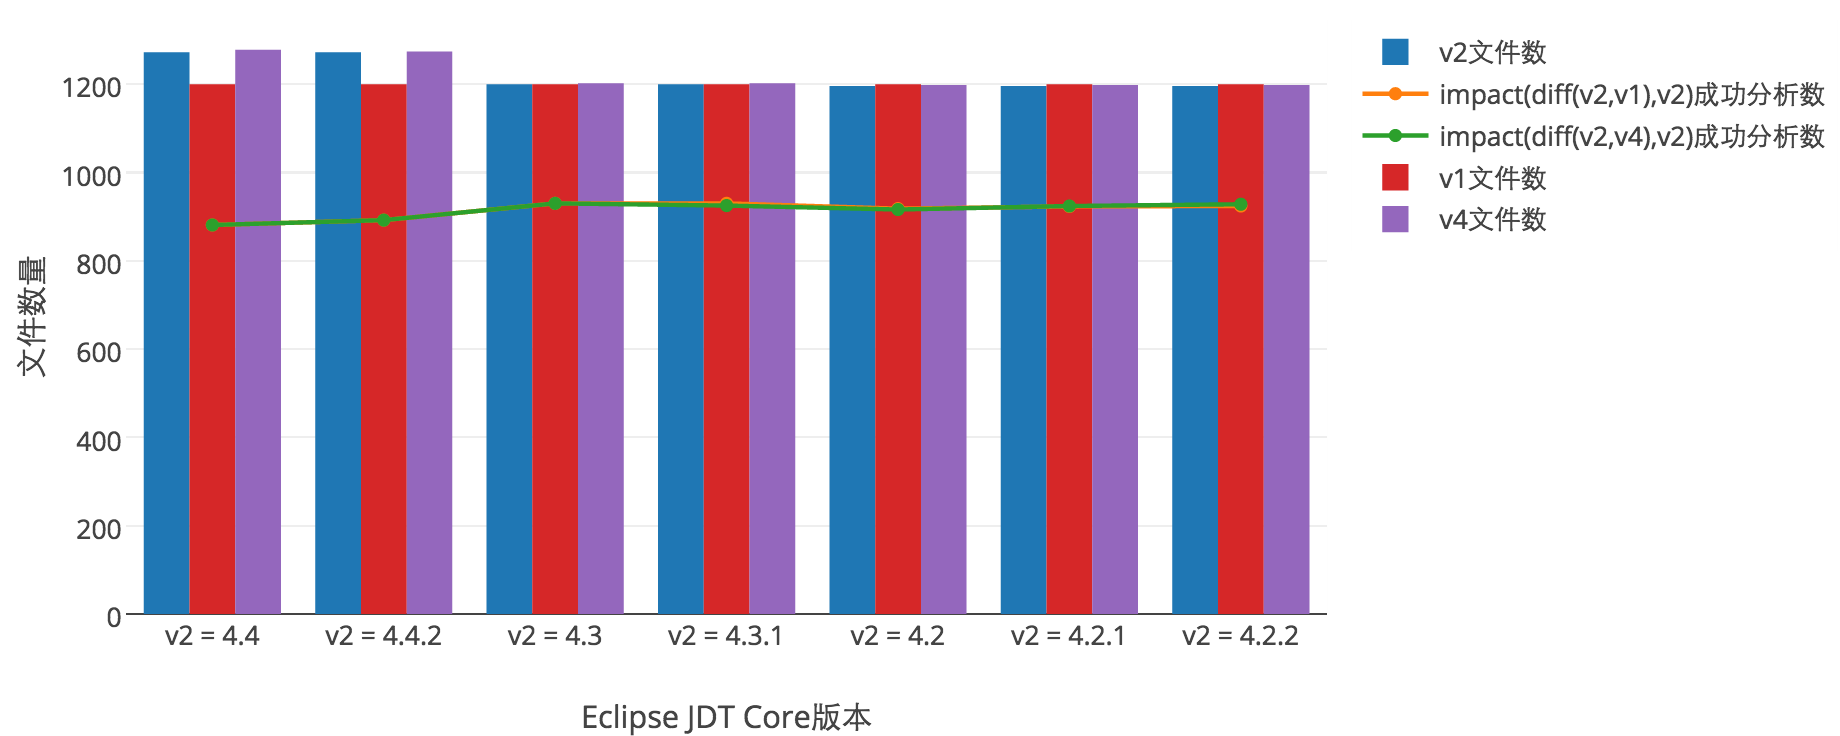 v2文件数
impact(diff(v2,v1),v2)成功分析数
impact(diff(v2,v4),v2)成功分析数
v1文件数
v4文件数
文件数量
1200
1000
800
600
400
200
0
v2 = 4.4
v2 = 4.4.2
v2 = 4.3
v2 = 4.3.1
v2 = 4.2
v2 = 4.2.1
v2 = 4.2.2
Eclipse JDT Core版本